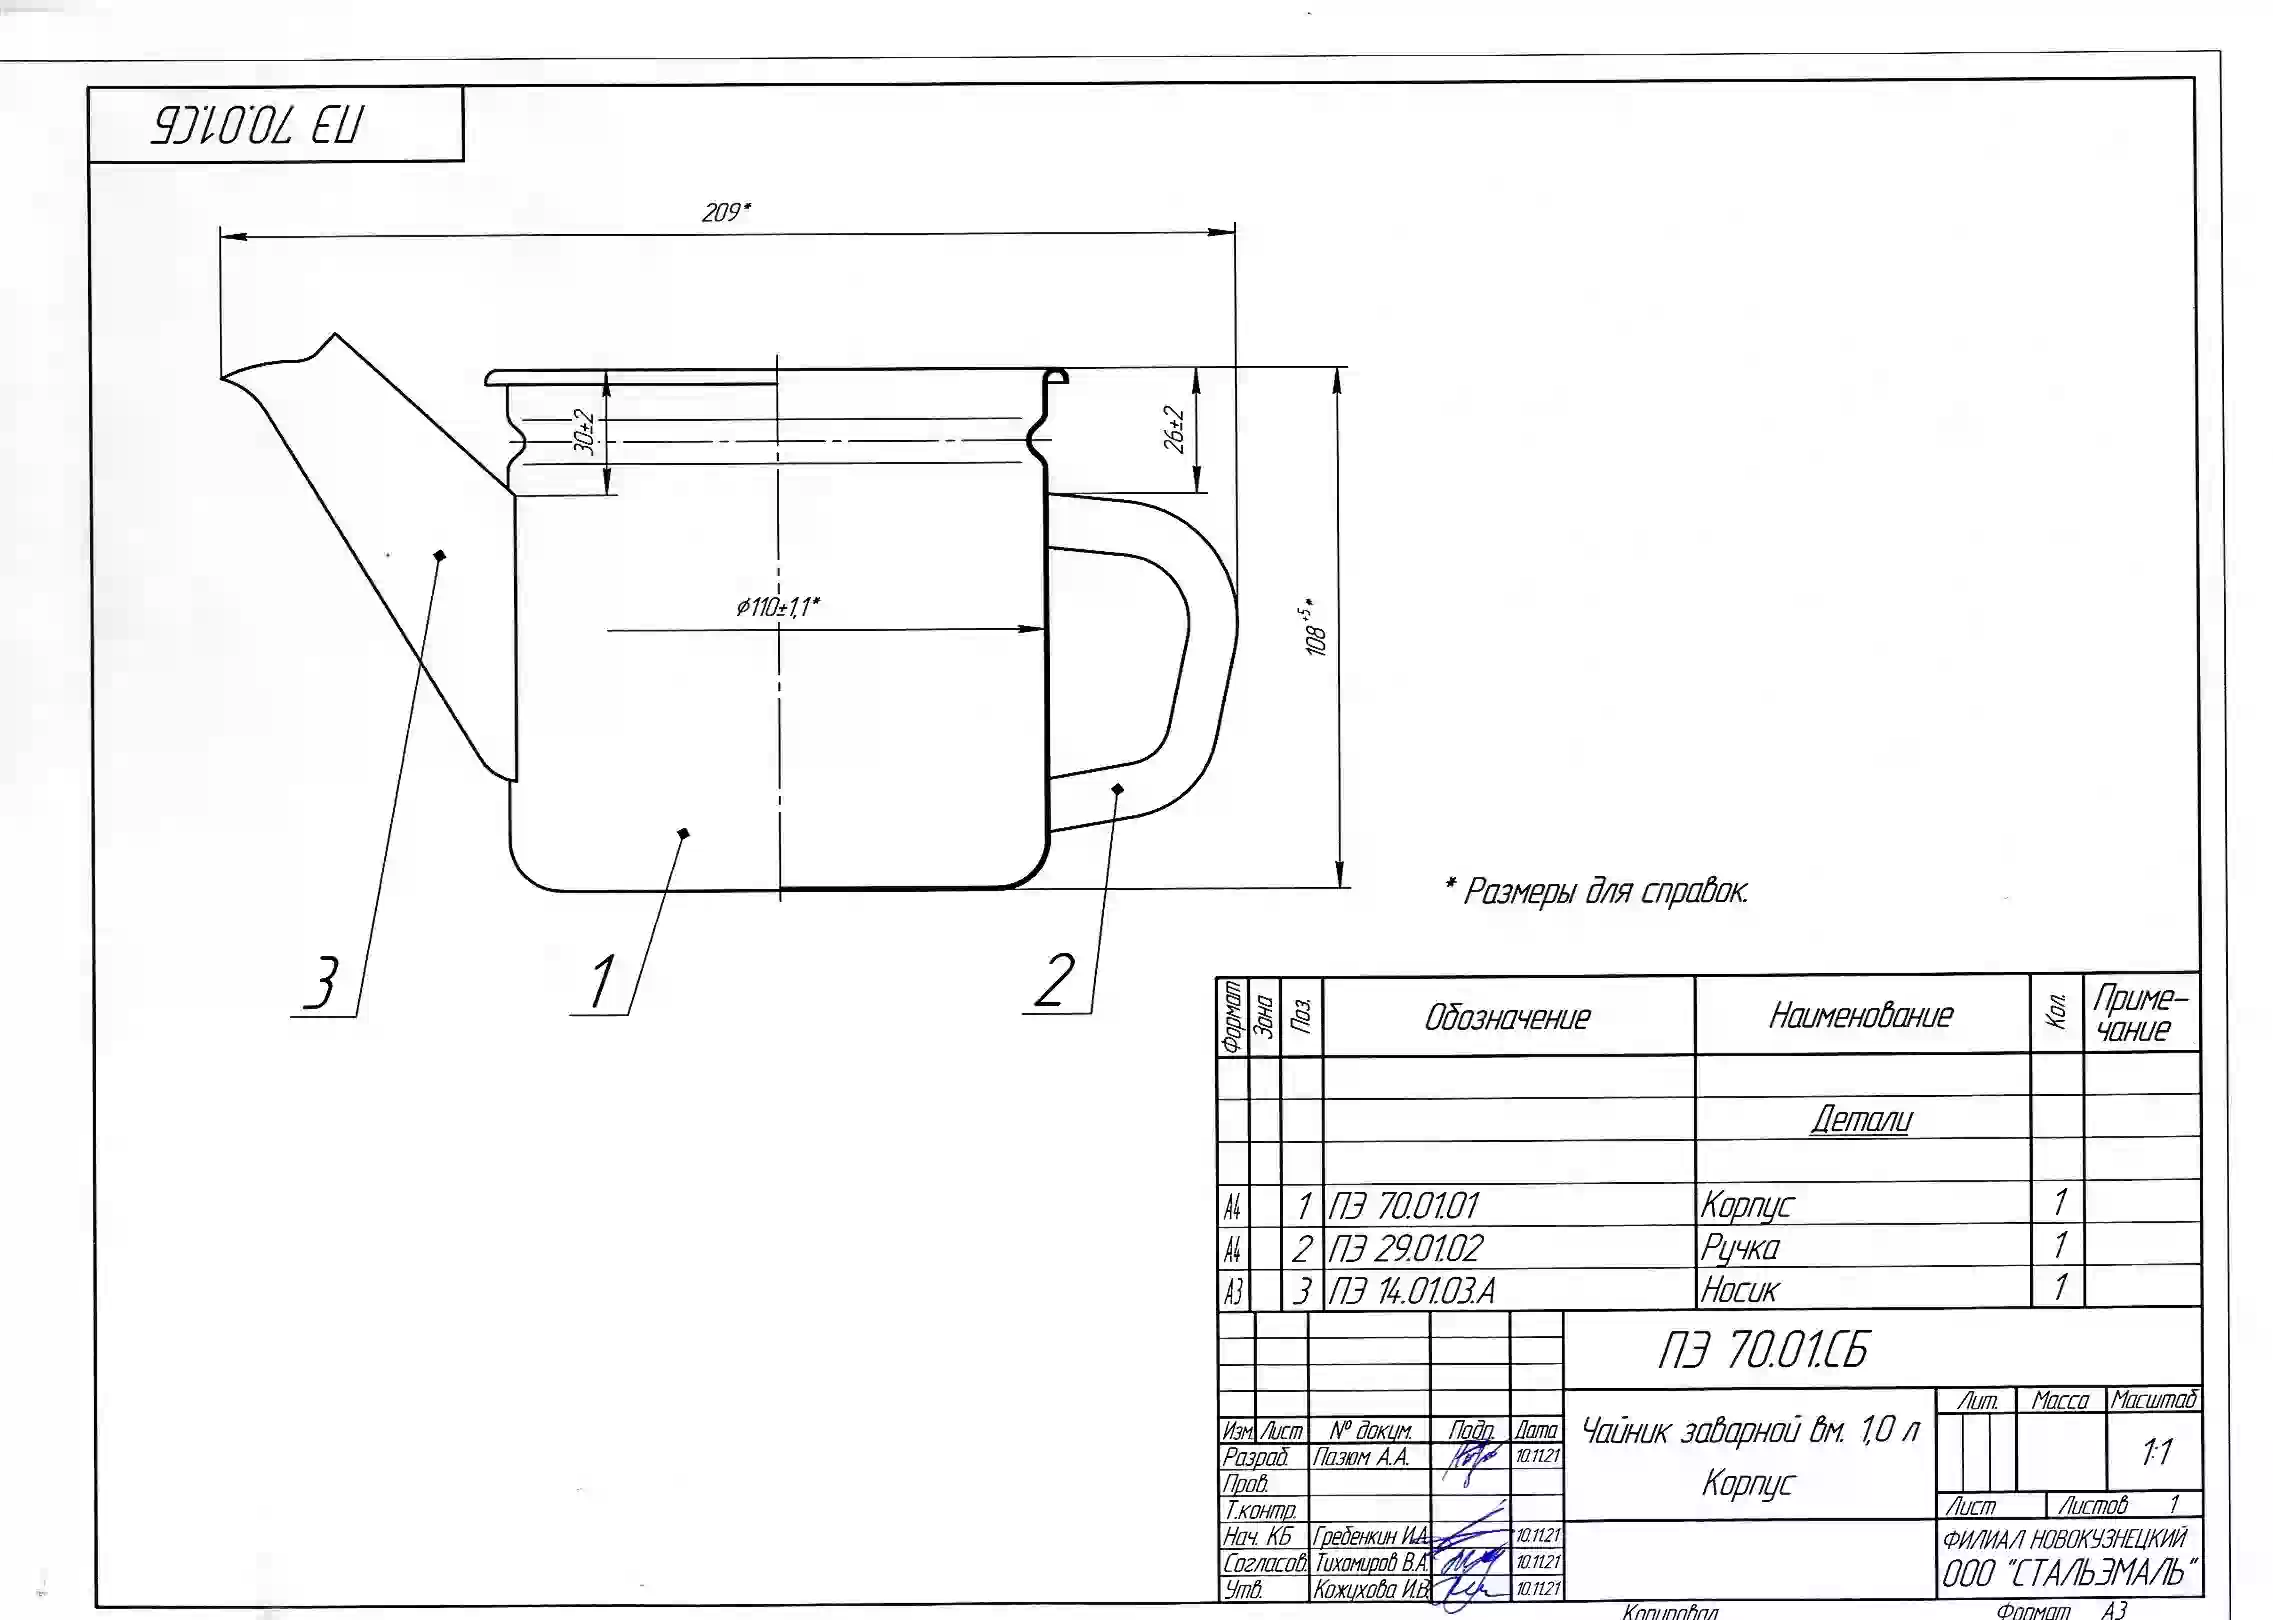 ПЭ 70.01.СБ
209*
30±2
26±2
Ø110±1,1*
108⁺⁵*
3
1
2
* Размеры для справок.
Формат Зона Поз. Обозначение Наименование Кол. Приме-
чание
Детали
А4 1 ПЭ 70.01.01 Корпус 1
А4 2 ПЭ 29.01.02 Ручка 1
А3 3 ПЭ 14.01.03.А Носик 1
ПЭ 70.01.СБ
Изм. Лист № докум. Подп. Дата
Разраб. Пазюм А.А. 10.11.21
Пров.
Т.контр.
Нач. КБ Гребенкин И.А. 10.11.21
Согласов. Тихомиров В.А. 10.11.21
Утв. Кожухова И.В. 10.11.21
Чайник заварной вм. 1,0 л
Корпус
Лит. Масса Масштаб
1:1
Лист Листов 1
ФИЛИАЛ НОВОКУЗНЕЦКИЙ
ООО "СТАЛЬЭМАЛЬ"
Копировал Формат А3